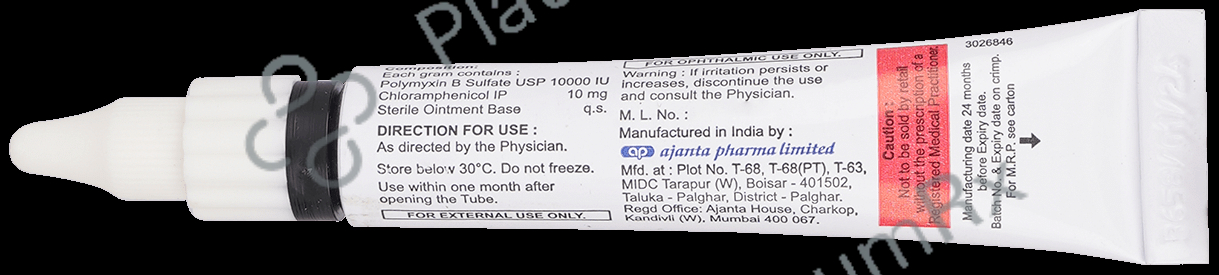 Composition:
Each gram contains :
Polymyxin B Sulfate USP 10000 IU
Chloramphenicol IP 10 mg
Sterile Ointment Base q.s.
DIRECTION FOR USE :
As directed by the Physician.
Store below 30°C. Do not freeze.
Use within one month after
opening the Tube.
FOR EXTERNAL USE ONLY.
FOR OPHTHALMIC USE ONLY.
Warning : If irritation persists or
increases, discontinue the use
and consult the Physician.
M. L. No. :
Manufactured in India by :
ap ajanta pharma limited
Mfd. at : Plot No. T-68, T-68(PT), T-63,
MIDC Tarapur (W), Boisar - 401502,
Taluka - Palghar, District - Palghar.
Regd Office: Ajanta House, Charkop,
Kandivli (W), Mumbai 400 067.
Caution :
Not to be sold by retail
without the prescription of a
Registered Medical Practitioner.
3026846
Manufacturing date 24 months
before Expiry date.
Batch No. & Expiry date on crimp.
For M.R.P. see carton